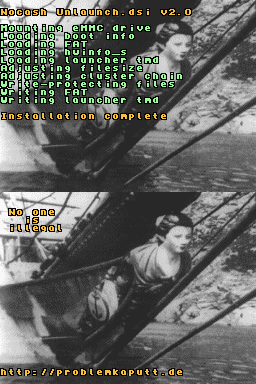 Nocash Unlaunch.dsi v2.0
Mounting eMMC drive
Loading boot info
Loading FAT
Loading hwinfo_s
Loading launcher tmd
Adjusting filesize
Adjusting cluster chain
Write-protecting files
Writing FAT
Writing launcher tmd
Installation complete
No one
is
illegal
http://problemkaputt.de